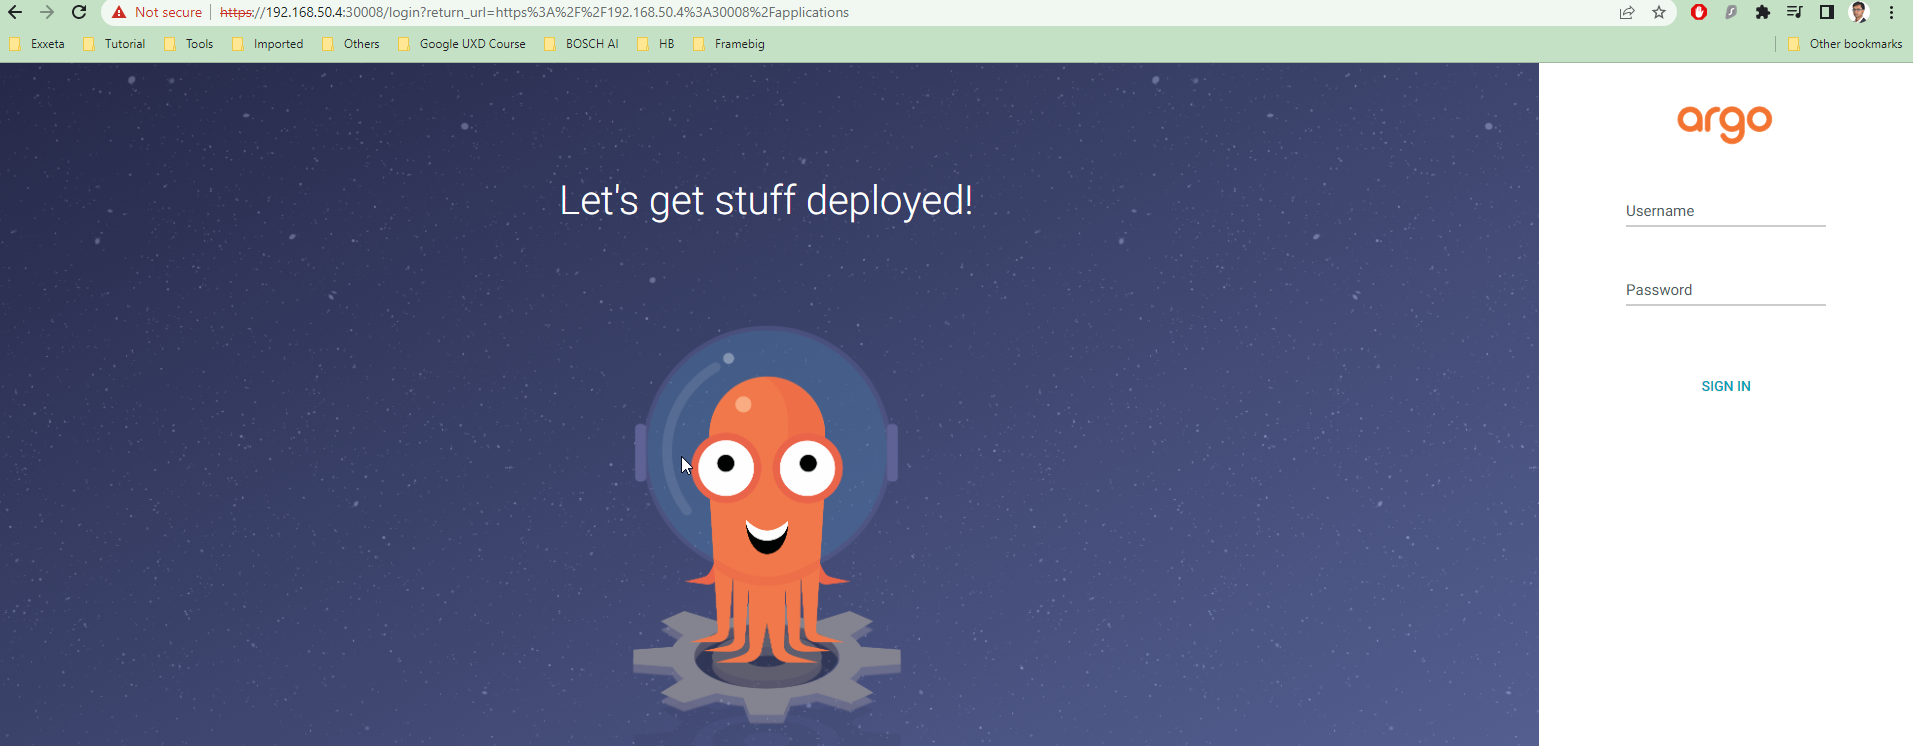 Not secure | https://192.168.50.4:30008/login?return_url=https%3A%2F%2F192.168.50.4%3A30008%2Fapplications
Exxeta Tutorial Tools Imported Others Google UXD Course BOSCH AI HB Framebig Other bookmarks
argo
Let's get stuff deployed!
Username
Password
SIGN IN